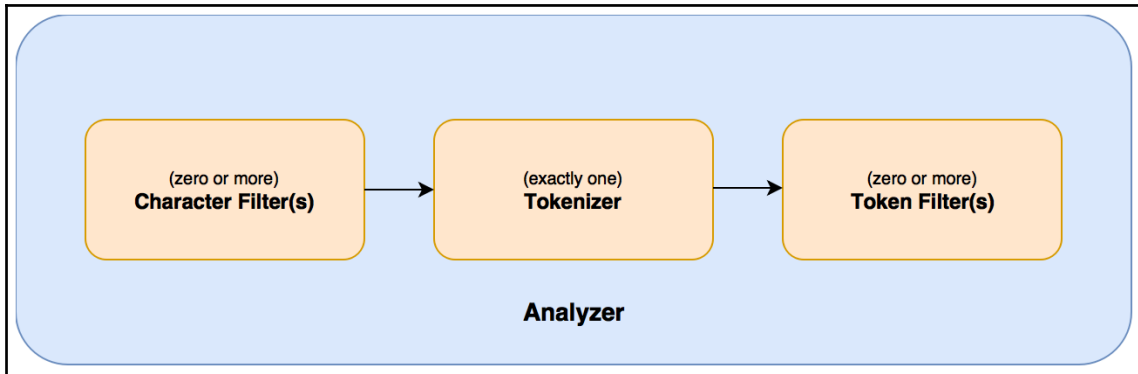 (zero or more)
Character Filter(s)
(exactly one)
Tokenizer
(zero or more)
Token Filter(s)
Analyzer